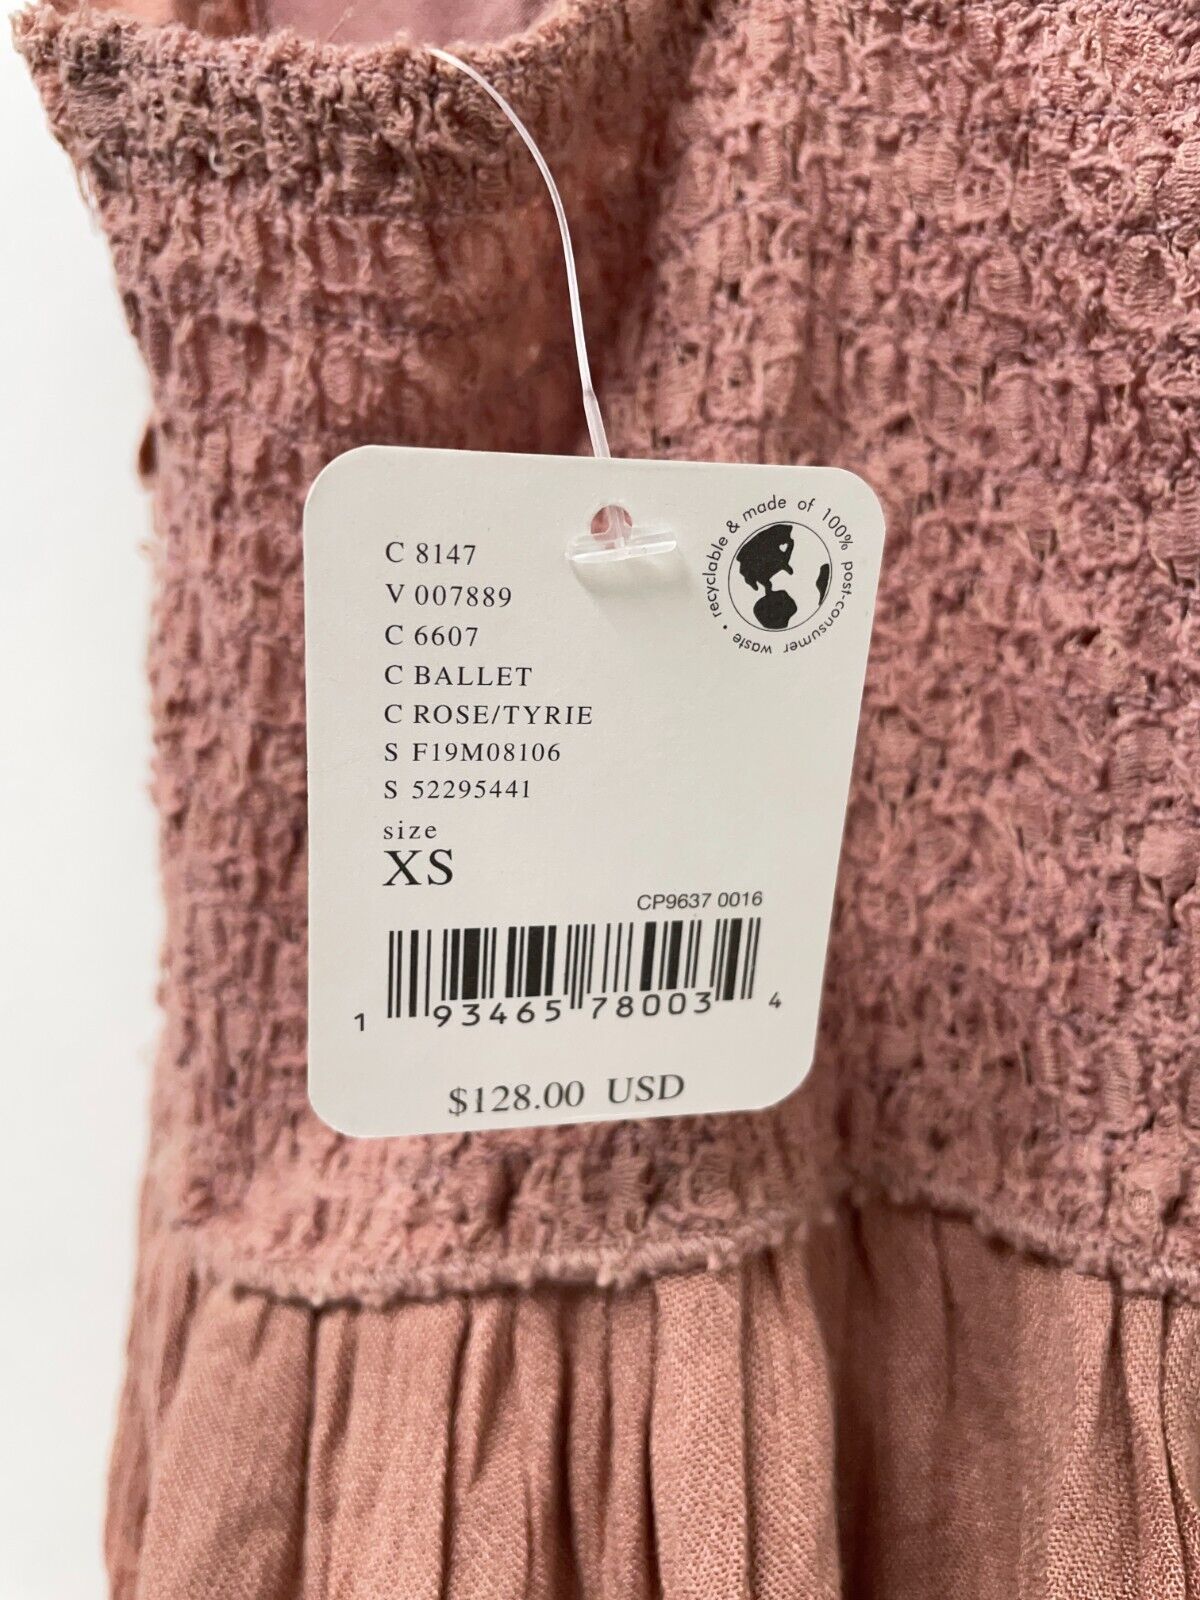 recyclable & made of 100% post-consumer waste •
C 8147
V 007889
C 6607
C BALLET
C ROSE/TYRIE
S F19M08106
S 52295441
size
XS
CP9637 0016
1 93465 78003 4
$128.00 USD